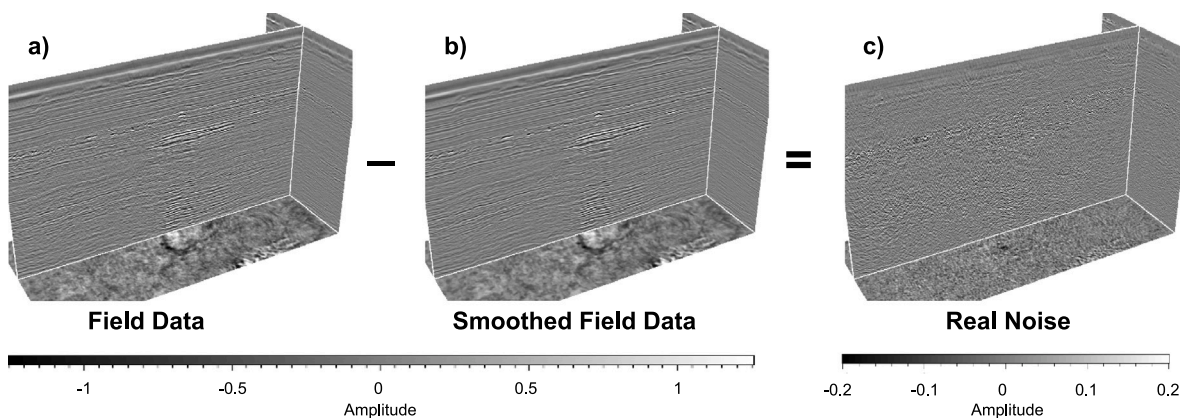 a)
b)
c)
−
=
Field Data
Smoothed Field Data
Real Noise
-1 -0.5 0 0.5 1
Amplitude
-0.2 -0.1 0 0.1 0.2
Amplitude